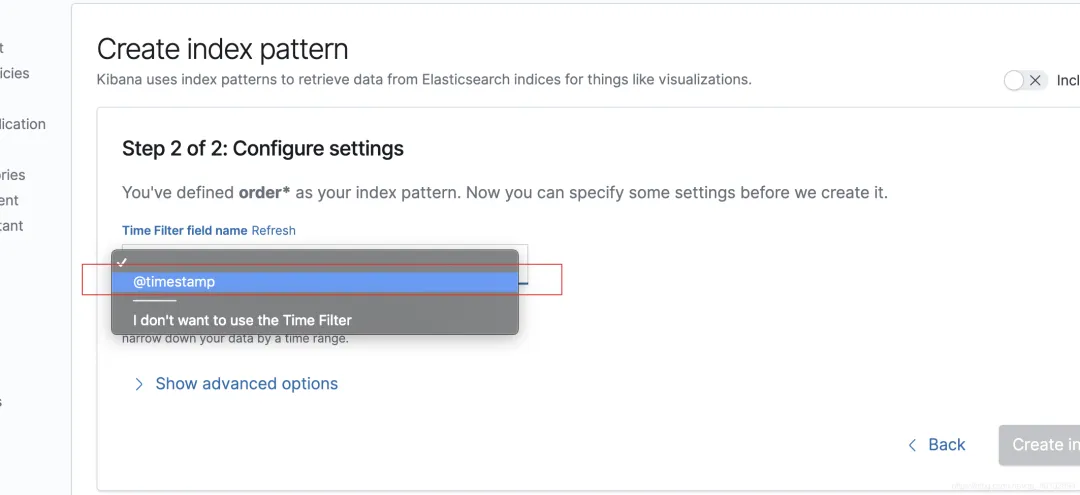 Create index pattern
Kibana uses index patterns to retrieve data from Elasticsearch indices for things like visualizations.
Incl
t
icies
lication
ories
ent
tant
s
Step 2 of 2: Configure settings
You've defined order* as your index pattern. Now you can specify some settings before we create it.
Time Filter field name Refresh
@timestamp
I don't want to use the Time Filter
narrow down your data by a time range.
Show advanced options
Back
Create in